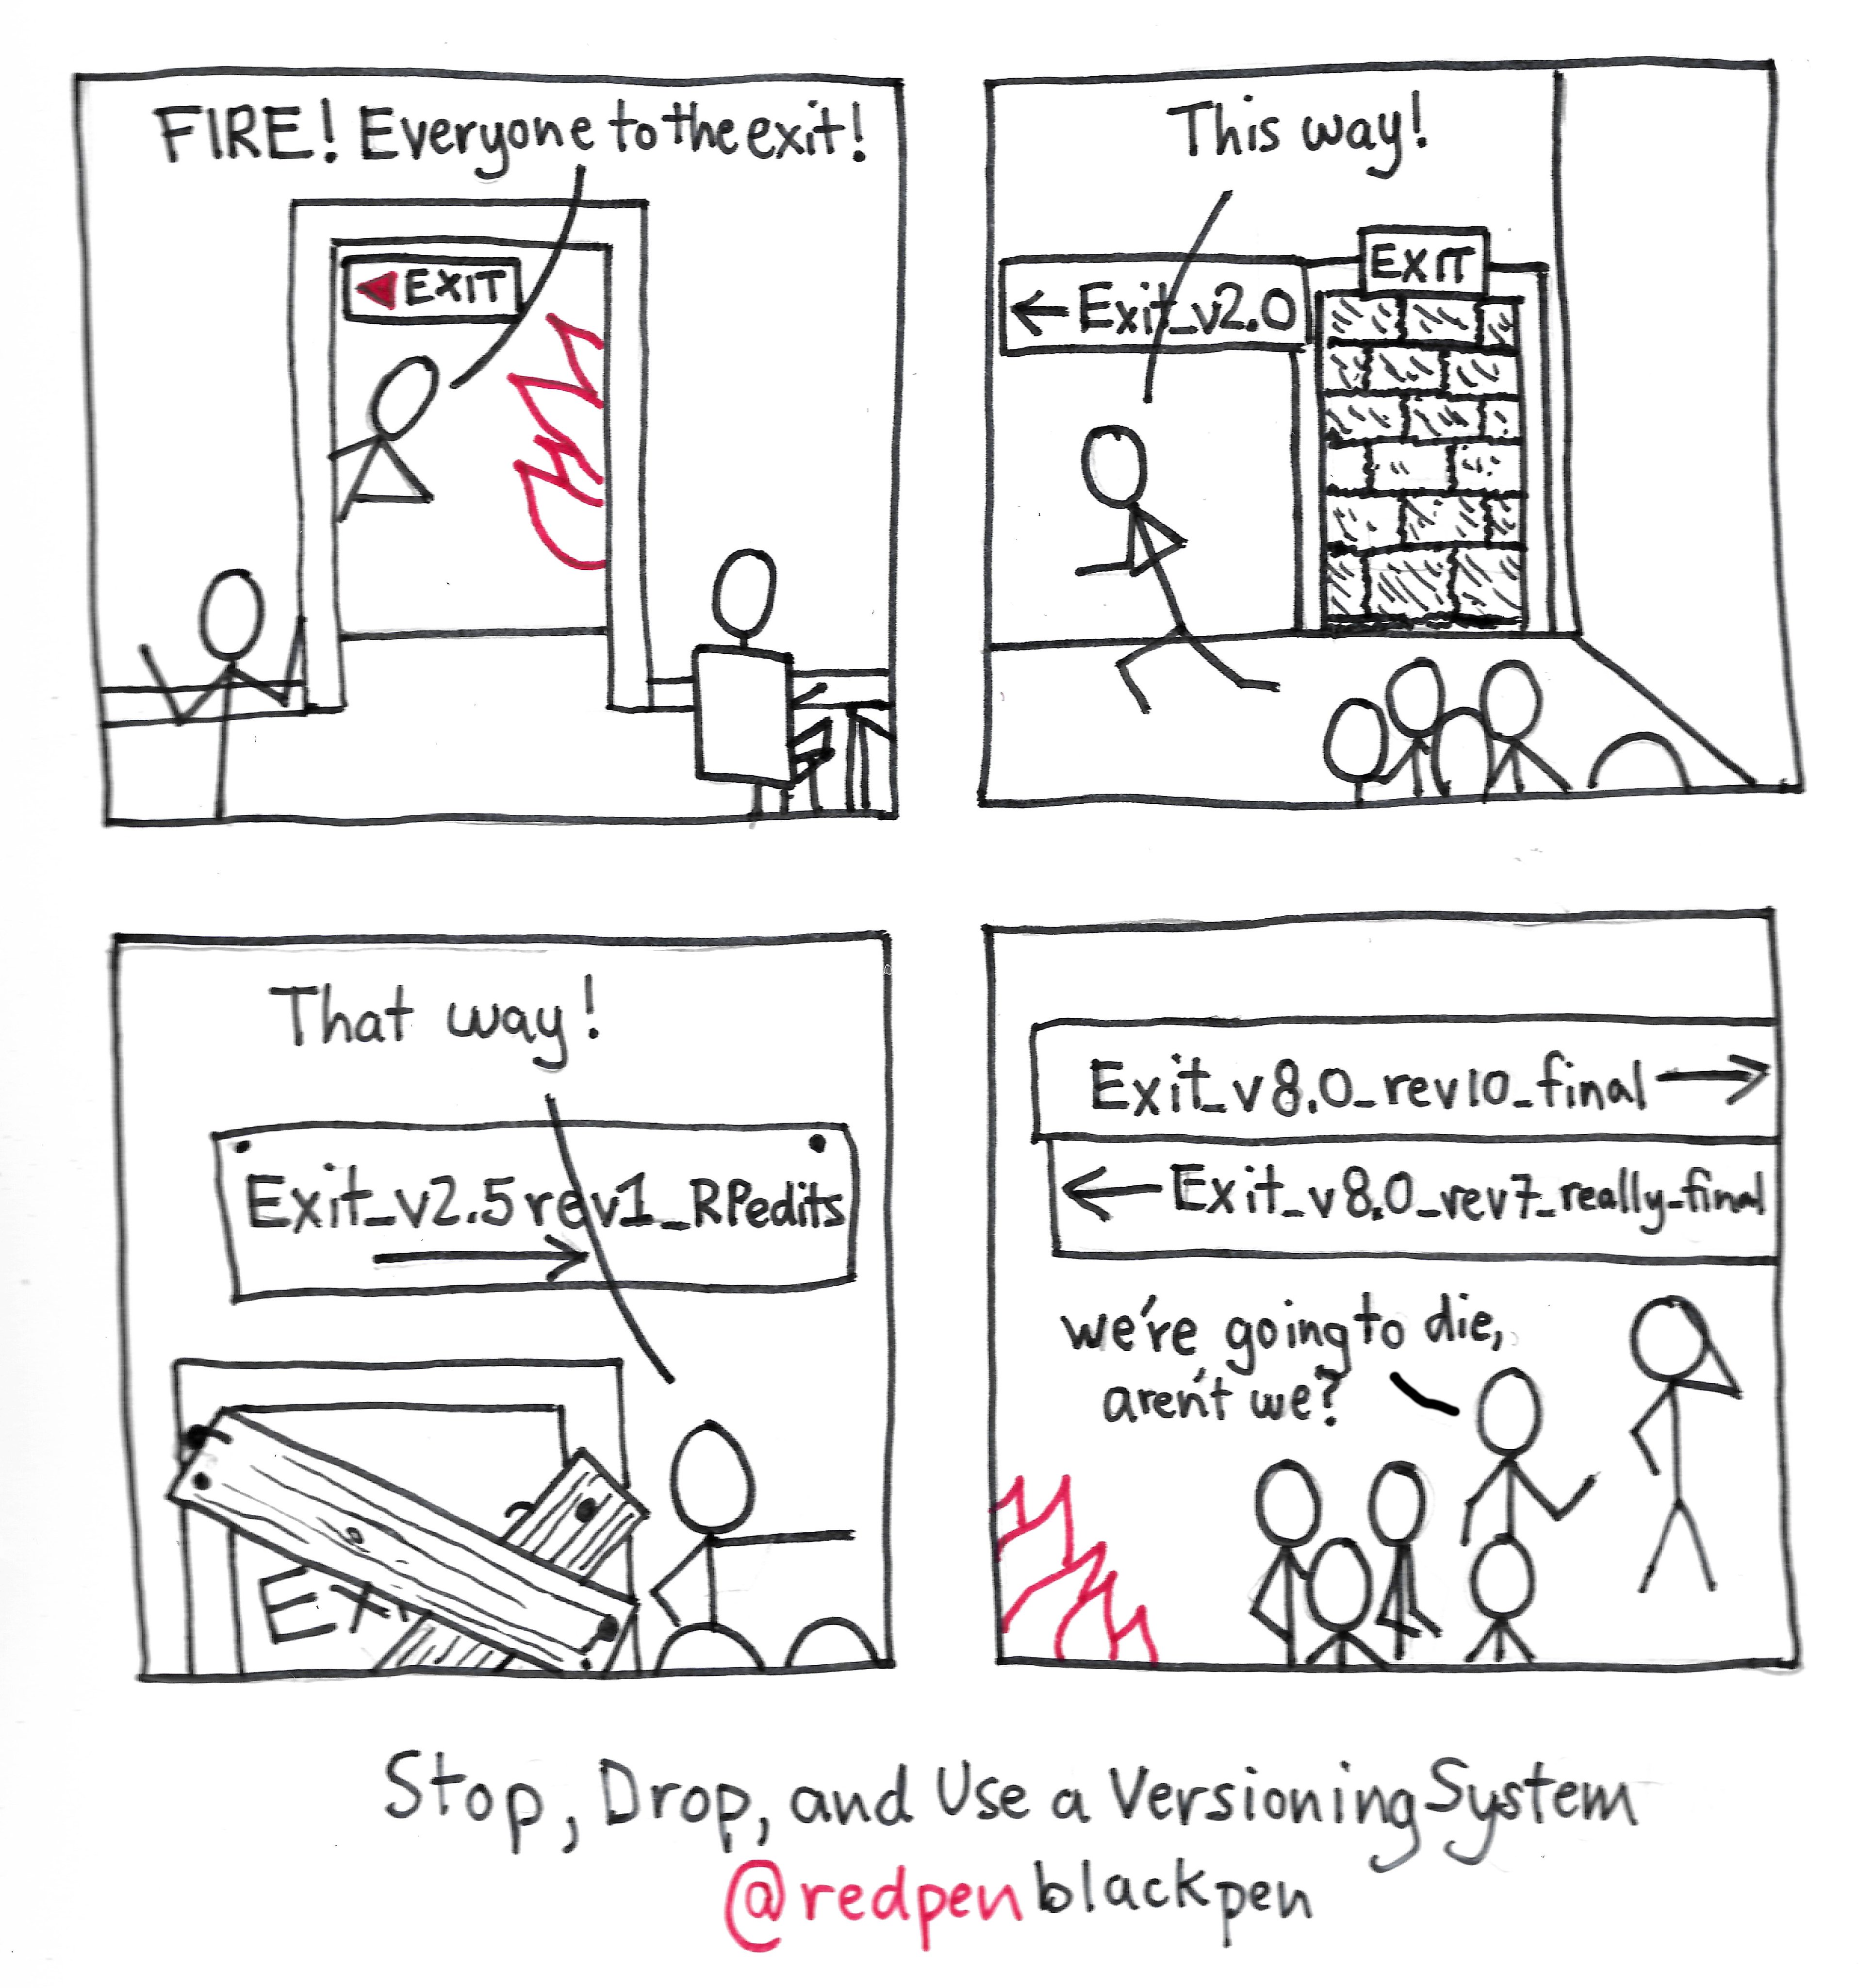 FIRE! Everyone to the exit!
EXIT
This way!
EXIT
← Exit_v2.0
That way!
Exit_v2.5rev1_RPedits
→
EX
Exit_v8.0_rev10_final →
← Exit_v8.0_rev7_really_final
we're going to die,
aren't we?
Stop, Drop, and Use a Versioning System
@redpenblackpen